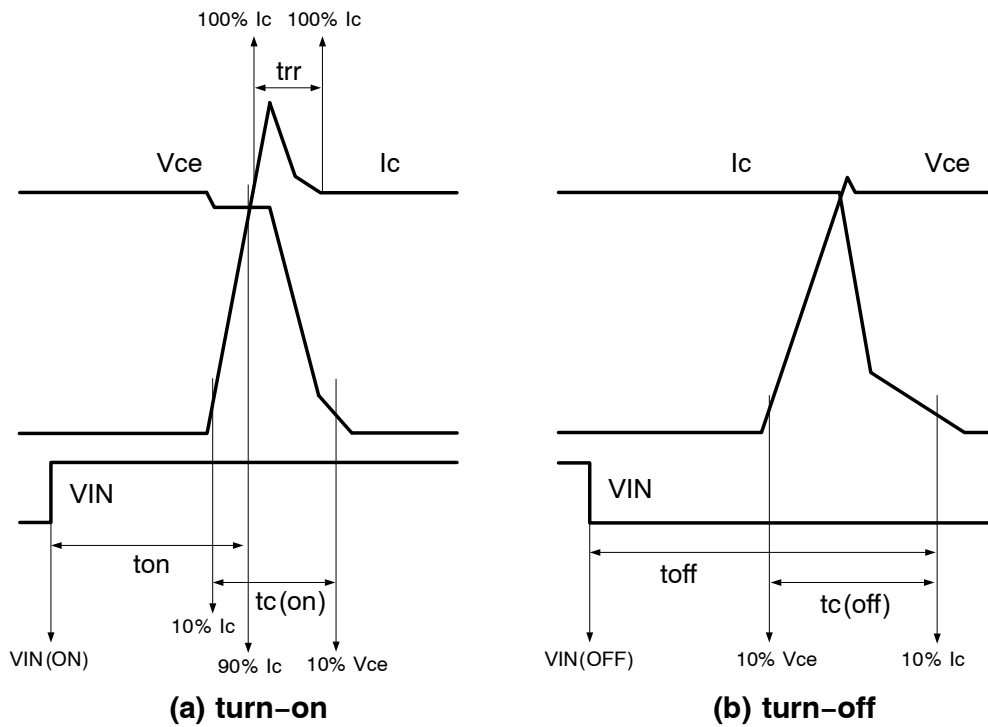 100% Ic 100% Ic
trr
Vce Ic
VIN
ton
tc(on)
10% Ic
VIN(ON)
90% Ic 10% Vce
(a) turn−on
Ic Vce
VIN
toff
tc(off)
VIN(OFF) 10% Vce 10% Ic
(b) turn−off